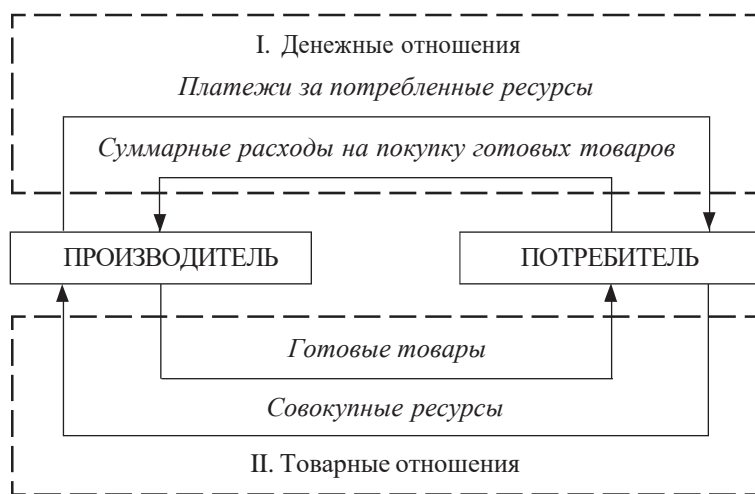 I. Денежные отношения
Платежи за потребленные ресурсы
Суммарные расходы на покупку готовых товаров
ПРОИЗВОДИТЕЛЬ
ПОТРЕБИТЕЛЬ
Готовые товары
Совокупные ресурсы
II. Товарные отношения